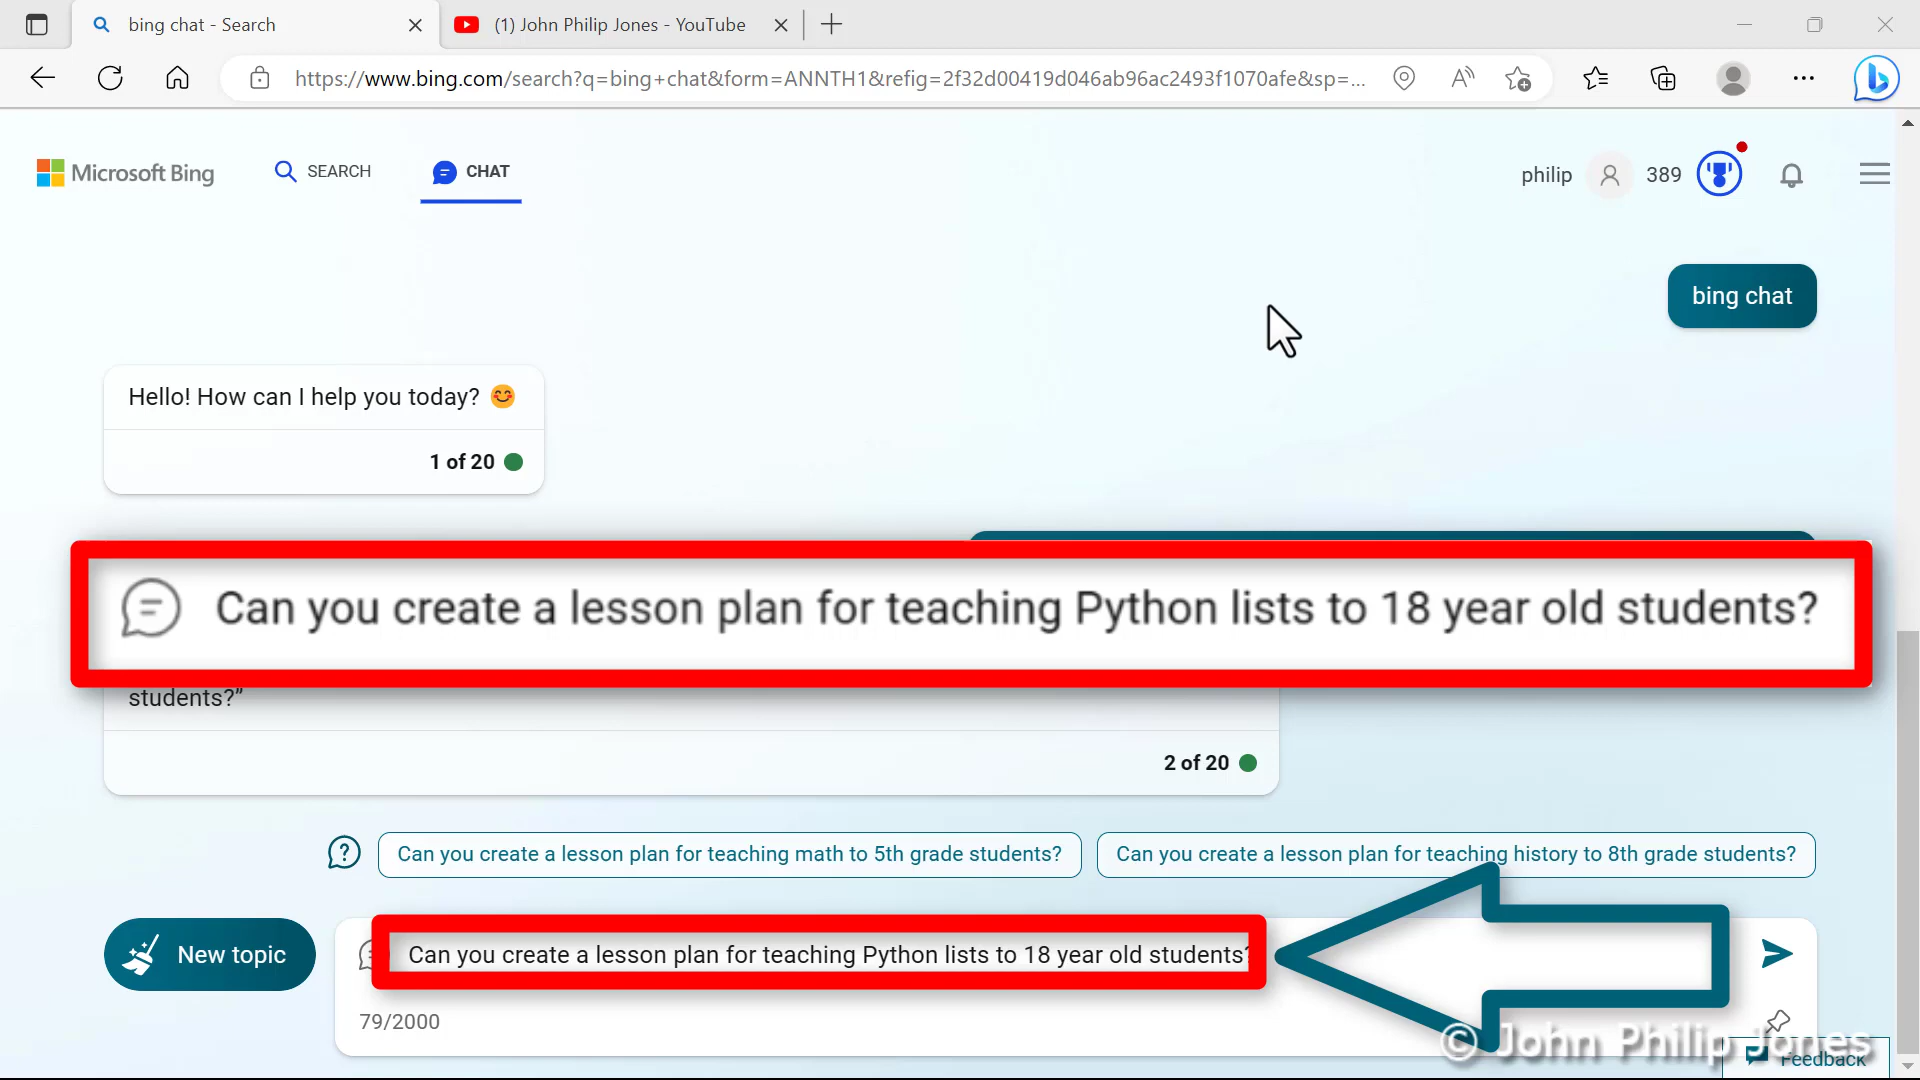 bing chat - Search
(1) John Philip Jones - YouTube
https://www.bing.com/search?q=bing+chat&form=ANNTH1&refig=2f32d00419d046ab96ac2493f1070afe&sp=...
Microsoft Bing
SEARCH
CHAT
philip
389
bing chat
Hello! How can I help you today? 😊
1 of 20
Can you create a lesson plan for teaching Python lists to 18 year old students?
students?”
2 of 20
Can you create a lesson plan for teaching math to 5th grade students?
Can you create a lesson plan for teaching history to 8th grade students?
New topic
Can you create a lesson plan for teaching Python lists to 18 year old students?
79/2000
© John Philip Jones
Feedback